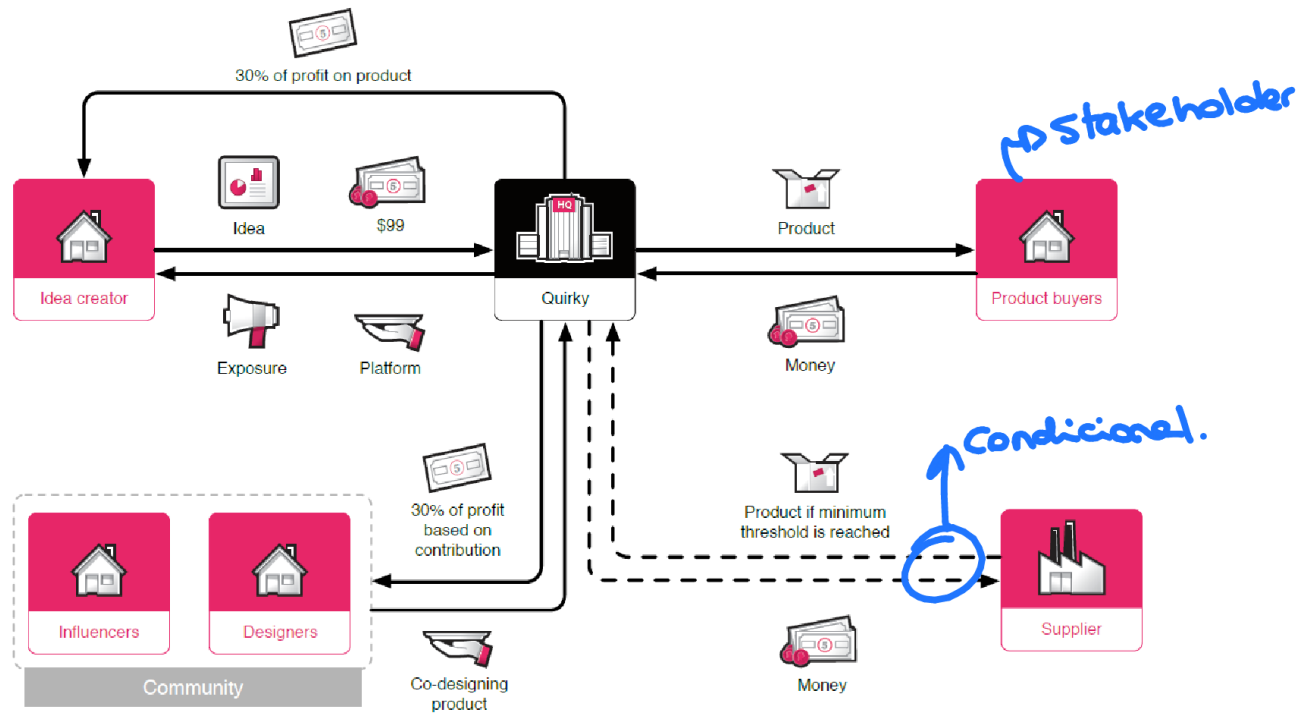 30% of profit on product
Stakeholder
Idea
$99
HQ
Product
Idea creator
Quirky
Product buyers
Exposure
Platform
Money
Condicional.
30% of profit
based on
contribution
Product if minimum
threshold is reached
Influencers
Designers
Supplier
Community
Co-designing
product
Money